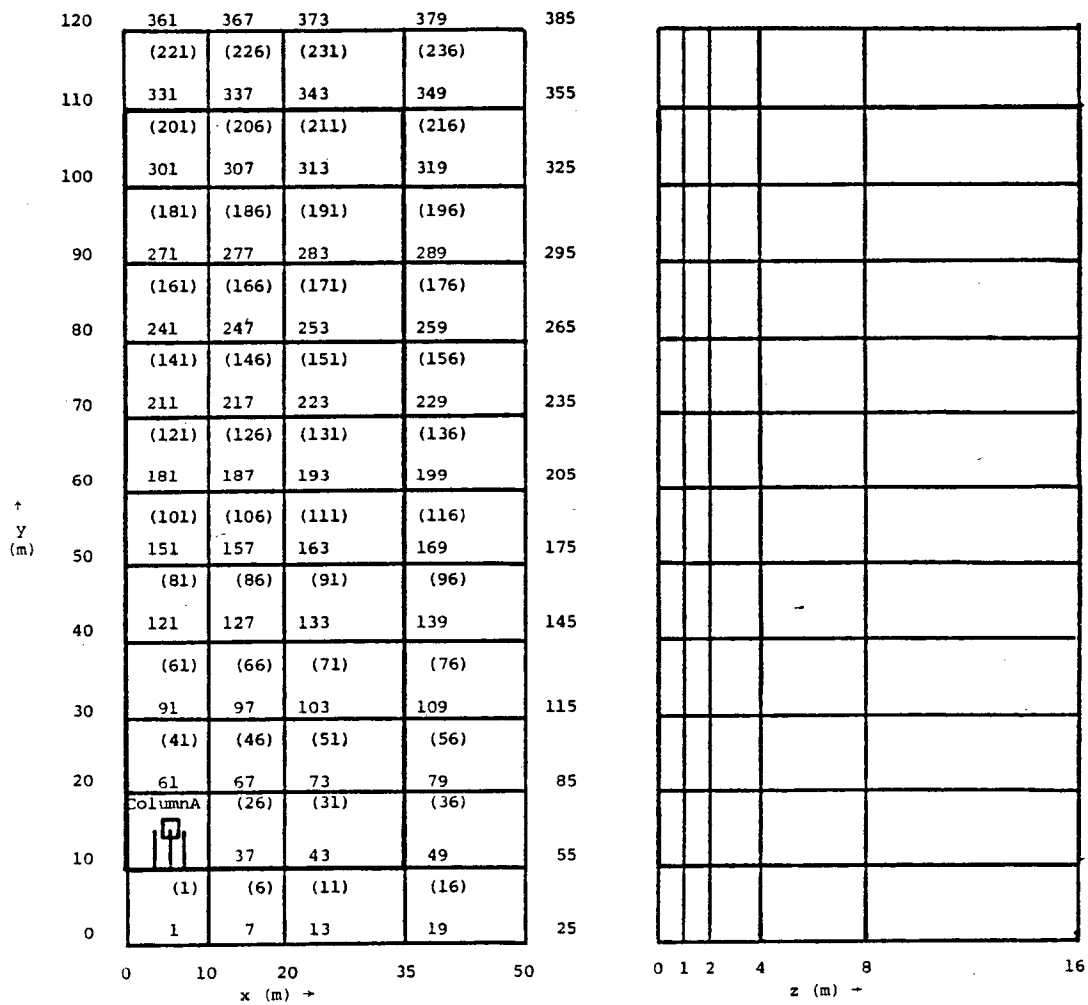 120 361 367 373 379 385
(221) (226) (231) (236)
110 331 337 343 349 355
(201) (206) (211) (216)
100 301 307 313 319 325
(181) (186) (191) (196)
90 271 277 283 289 295
(161) (166) (171) (176)
80 241 247 253 259 265
(141) (146) (151) (156)
70 211 217 223 229 235
(121) (126) (131) (136)
60 181 187 193 199 205
(101) (106) (111) (116)
↑
y
(m)
50 151 157 163 169 175
(81) (86) (91) (96)
40 121 127 133 139 145
(61) (66) (71) (76)
30 91 97 103 109 115
(41) (46) (51) (56)
20 61 67 73 79 85
ColumnA (26) (31) (36)
10 37 43 49 55
(1) (6) (11) (16)
0 1 7 13 19 25
0 10 20 35 50
x (m) →
0 1 2 4 8 16
z (m) →